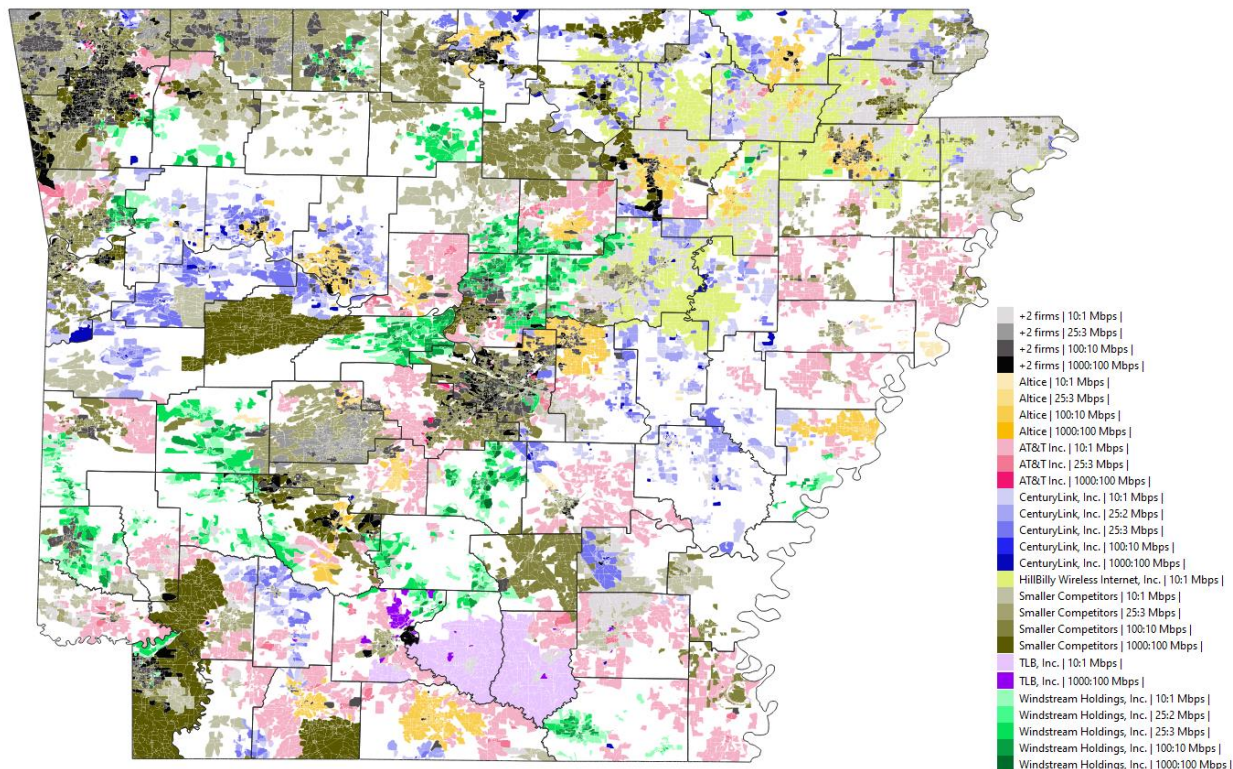 +2 firms | 10:1 Mbps |
+2 firms | 25:3 Mbps |
+2 firms | 100:10 Mbps |
+2 firms | 1000:100 Mbps |
Altice | 10:1 Mbps |
Altice | 25:3 Mbps |
Altice | 100:10 Mbps |
Altice | 1000:100 Mbps |
AT&T Inc. | 10:1 Mbps |
AT&T Inc. | 25:3 Mbps |
AT&T Inc. | 1000:100 Mbps |
CenturyLink, Inc. | 10:1 Mbps |
CenturyLink, Inc. | 25:2 Mbps |
CenturyLink, Inc. | 25:3 Mbps |
CenturyLink, Inc. | 100:10 Mbps |
CenturyLink, Inc. | 1000:100 Mbps |
HillBilly Wireless Internet, Inc. | 10:1 Mbps |
Smaller Competitors | 10:1 Mbps |
Smaller Competitors | 25:3 Mbps |
Smaller Competitors | 100:10 Mbps |
Smaller Competitors | 1000:100 Mbps |
TLB, Inc. | 10:1 Mbps |
TLB, Inc. | 1000:100 Mbps |
Windstream Holdings, Inc. | 10:1 Mbps |
Windstream Holdings, Inc. | 25:2 Mbps |
Windstream Holdings, Inc. | 25:3 Mbps |
Windstream Holdings, Inc. | 100:10 Mbps |
Windstream Holdings, Inc. | 1000:100 Mbps |